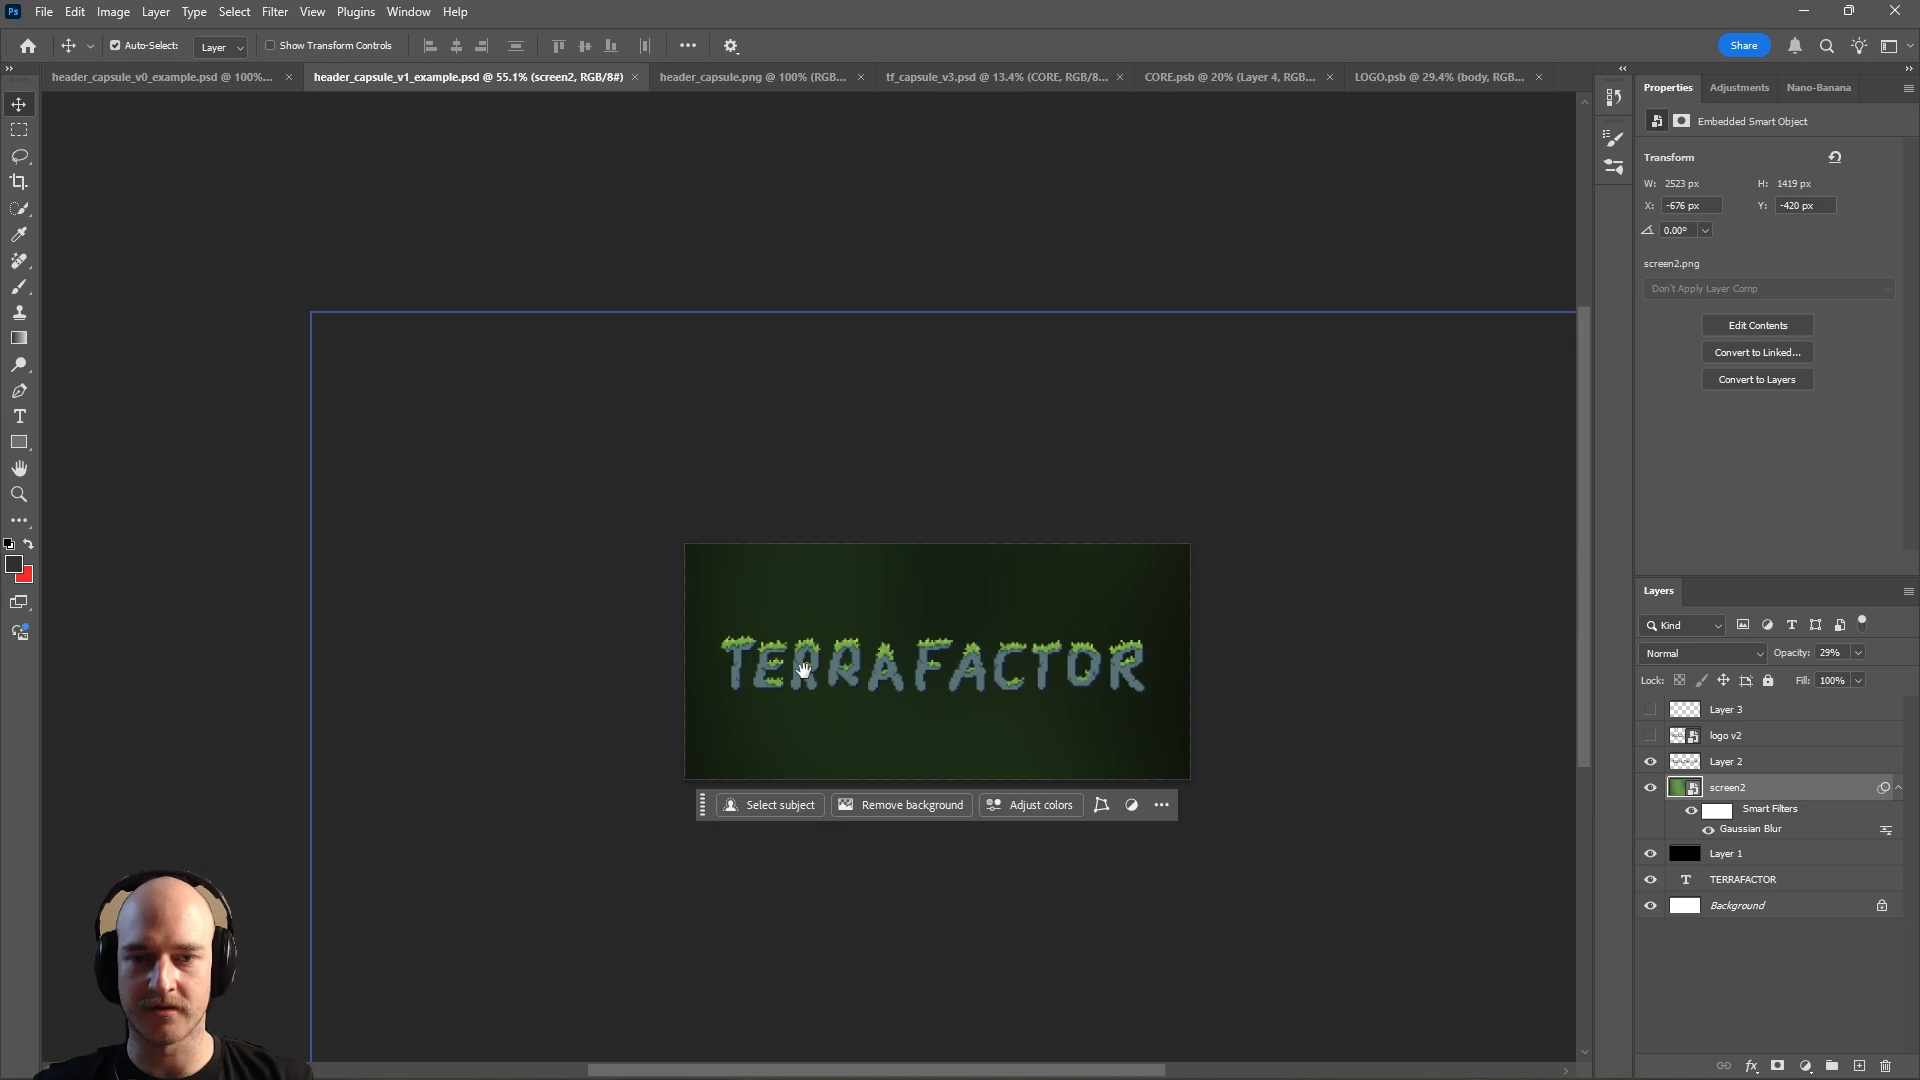 Ps File Edit Image Layer Type Select Filter View Plugins Window Help
Auto-Select: Layer Show Transform Controls Share
header_capsule_v0_example.psd @ 100%... header_capsule_v1_example.psd @ 55.1% (screen2, RGB/8#) header_capsule.png @ 100% (RGB... tf_capsule_v3.psd @ 13.4% (CORE, RGB/8... CORE.psb @ 20% (Layer 4, RGB... LOGO.psb @ 29.4% (body, RGB...
Properties Adjustments Nano-Banana
Embedded Smart Object
Transform
W: 2523 px H: 1419 px
X: -676 px Y: -420 px
0.00°
screen2.png
Don't Apply Layer Comp
Edit Contents
Convert to Linked...
Convert to Layers
TERRAFACTOR
Select subject Remove background Adjust colors
Layers
Kind
Normal Opacity: 29%
Lock: Fill: 100%
Layer 3
logo v2
Layer 2
screen2
Smart Filters
Gaussian Blur
Layer 1
T TERRAFACTOR
Background
fx